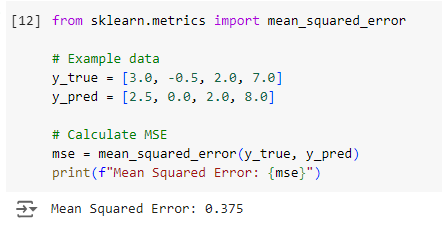 [12] from sklearn.metrics import mean_squared_error
# Example data
y_true = [3.0, -0.5, 2.0, 7.0]
y_pred = [2.5, 0.0, 2.0, 8.0]
# Calculate MSE
mse = mean_squared_error(y_true, y_pred)
print(f"Mean Squared Error: {mse}")
Mean Squared Error: 0.375